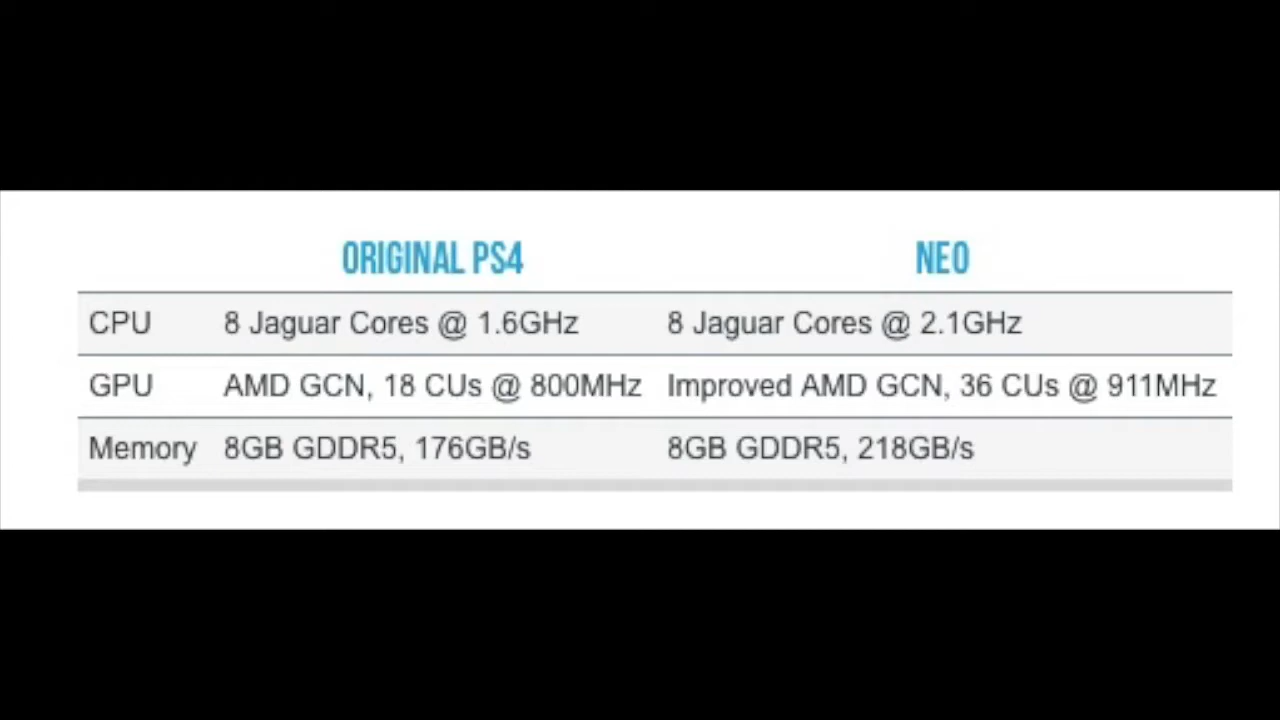 ORIGINAL PS4 NEO
CPU 8 Jaguar Cores @ 1.6GHz 8 Jaguar Cores @ 2.1GHz
GPU AMD GCN, 18 CUs @ 800MHz Improved AMD GCN, 36 CUs @ 911MHz
Memory 8GB GDDR5, 176GB/s 8GB GDDR5, 218GB/s